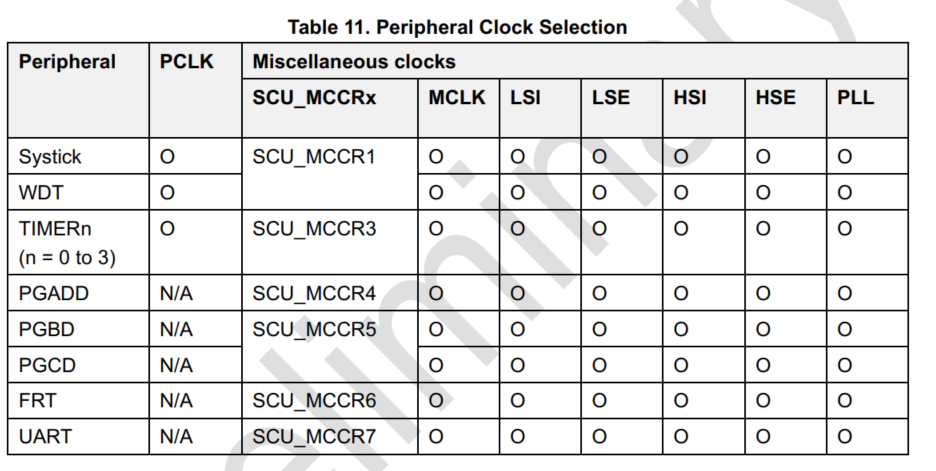 Table 11. Peripheral Clock Selection
Peripheral PCLK Miscellaneous clocks
SCU_MCCRx MCLK LSI LSE HSI HSE PLL
Systick O SCU_MCCR1 O O O O O O
WDT O O O O O O O
TIMERn O SCU_MCCR3 O O O O O O
(n = 0 to 3)
PGADD N/A SCU_MCCR4 O O O O O O
PGBD N/A SCU_MCCR5 O O O O O O
PGCD N/A O O O O O O
FRT N/A SCU_MCCR6 O O O O O O
UART N/A SCU_MCCR7 O O O O O O
eliminary